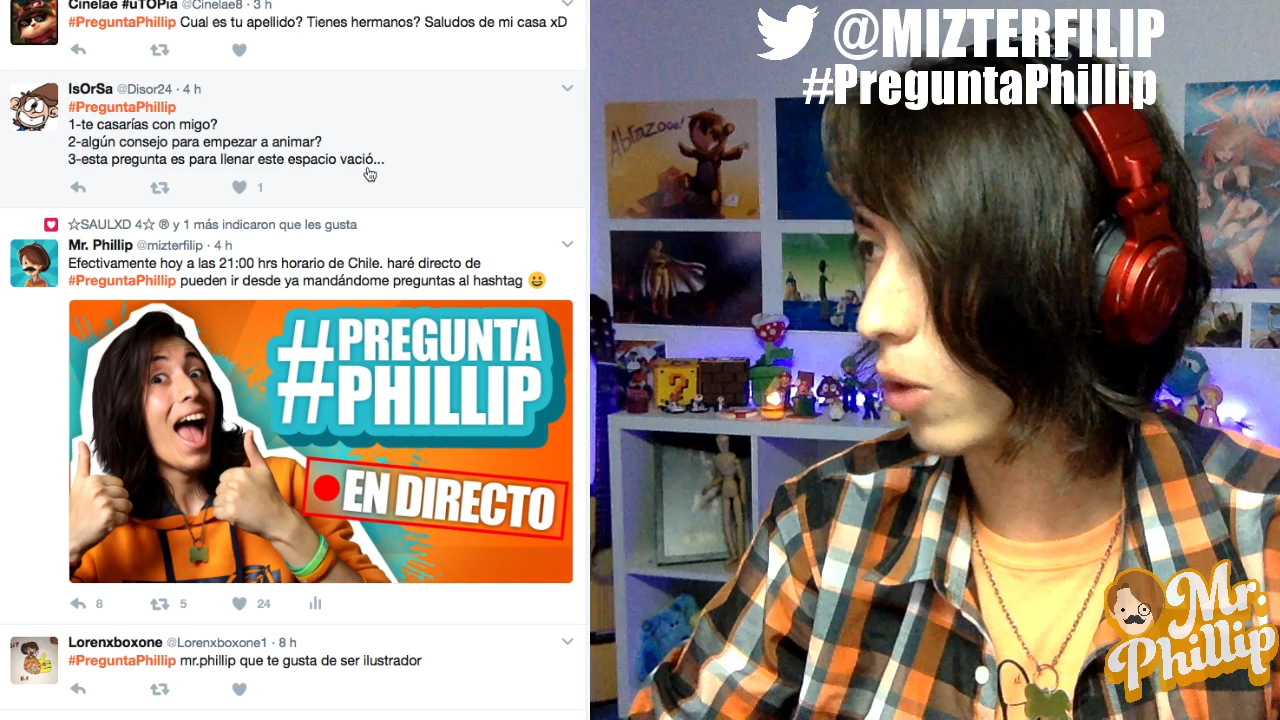 Cinelae #uTOPia @Cinelae8 · 3 h
#PreguntaPhillip Cual es tu apellido? Tienes hermanos? Saludos de mi casa xD
IsOrSa @Disor24 · 4 h
#PreguntaPhillip
1-te casarías con migo?
2-algún consejo para empezar a animar?
3-esta pregunta es para llenar este espacio vació...
1
☆SAULXD 4☆ ® y 1 más indicaron que les gusta
Mr. Phillip @mizterfilip · 4 h
Efectivamente hoy a las 21:00 hrs horario de Chile. haré directo de
#PreguntaPhillip pueden ir desde ya mandándome preguntas al hashtag 😀
#PREGUNTA
#PHILLIP
EN DIRECTO
8 5 24
Lorenxboxone @Lorenxboxone1 · 8 h
#PreguntaPhillip mr.phillip que te gusta de ser ilustrador
@MIZTERFILIP
#PreguntaPhillip
Abrazooo!
?
Mr.
Phillip